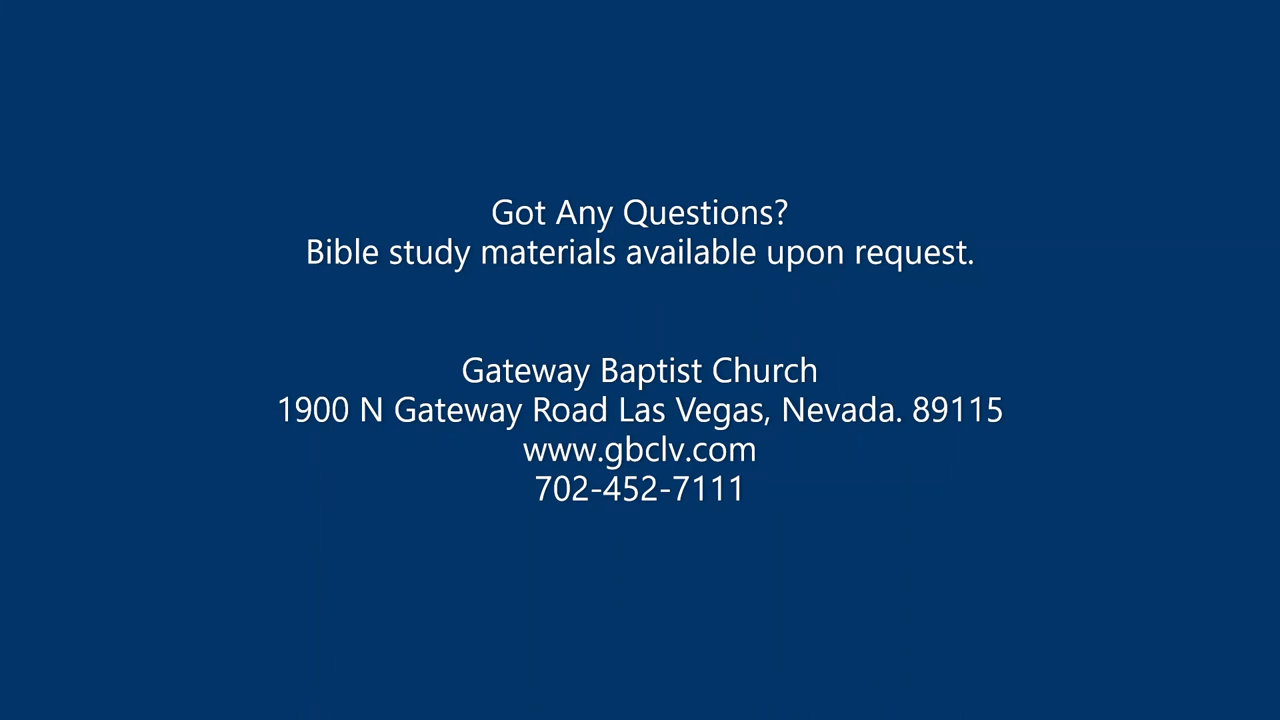 Got Any Questions?
Bible study materials available upon request.
Gateway Baptist Church
1900 N Gateway Road Las Vegas, Nevada. 89115
www.gbclv.com
702-452-7111